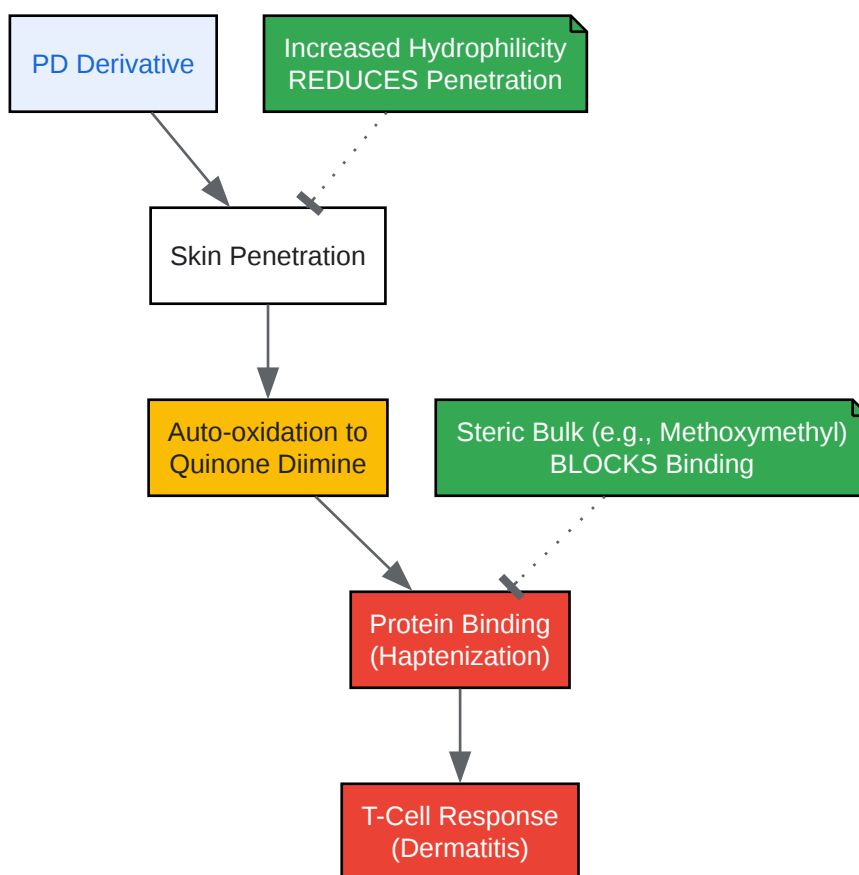 PD Derivative
Increased Hydrophilicity
REDUCES Penetration
Skin Penetration
Auto-oxidation to
Quinone Diimine
Steric Bulk (e.g., Methoxymethyl)
BLOCKS Binding
Protein Binding
(Haptenization)
T-Cell Response
(Dermatitis)